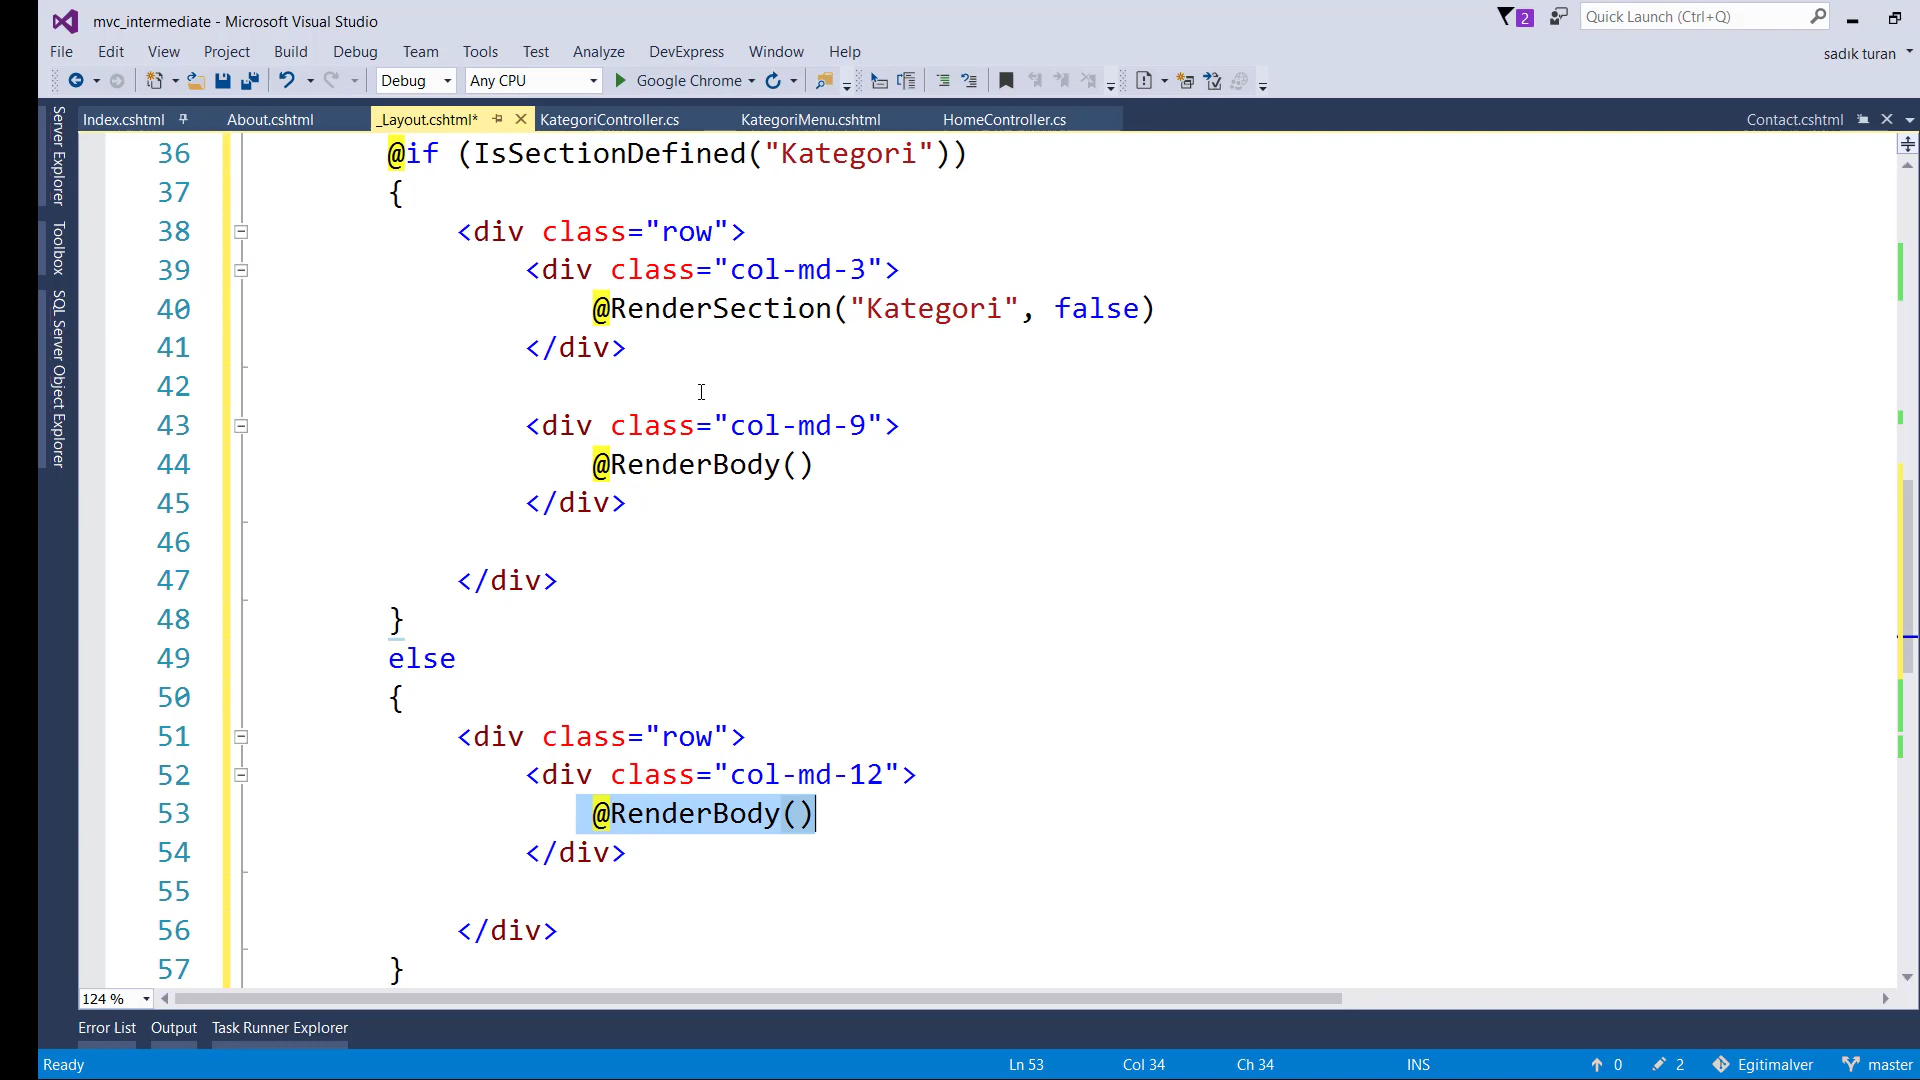 mvc_intermediate - Microsoft Visual Studio
2
Quick Launch (Ctrl+Q)
File Edit View Project Build Debug Team Tools Test Analyze DevExpress Window Help
sadık turan
Debug Any CPU Google Chrome
Index.cshtml About.cshtml _Layout.cshtml* KategoriController.cs KategoriMenu.cshtml HomeController.cs Contact.cshtml
Server Explorer
Toolbox
SQL Server Object Explorer
36 @if (IsSectionDefined("Kategori"))
37 {
38 <div class="row">
39 <div class="col-md-3">
40 @RenderSection("Kategori", false)
41 </div>
42
43 <div class="col-md-9">
44 @RenderBody()
45 </div>
46
47 </div>
48 }
49 else
50 {
51 <div class="row">
52 <div class="col-md-12">
53 @RenderBody()
54 </div>
55
56 </div>
57 }
124 %
Error List Output Task Runner Explorer
Ready Ln 53 Col 34 Ch 34 INS 0 2 Egitimalver master